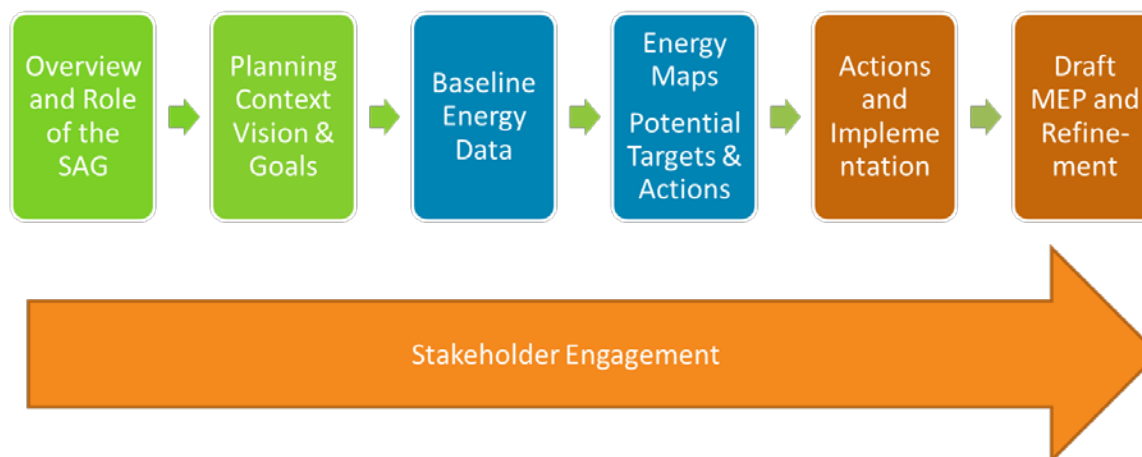 Overview
and Role
of the
SAG
Planning
Context
Vision &
Goals
Baseline
Energy
Data
Energy
Maps
Potential
Targets &
Actions
Actions
and
Impleme
ntation
Draft
MEP and
Refine-
ment
Stakeholder Engagement